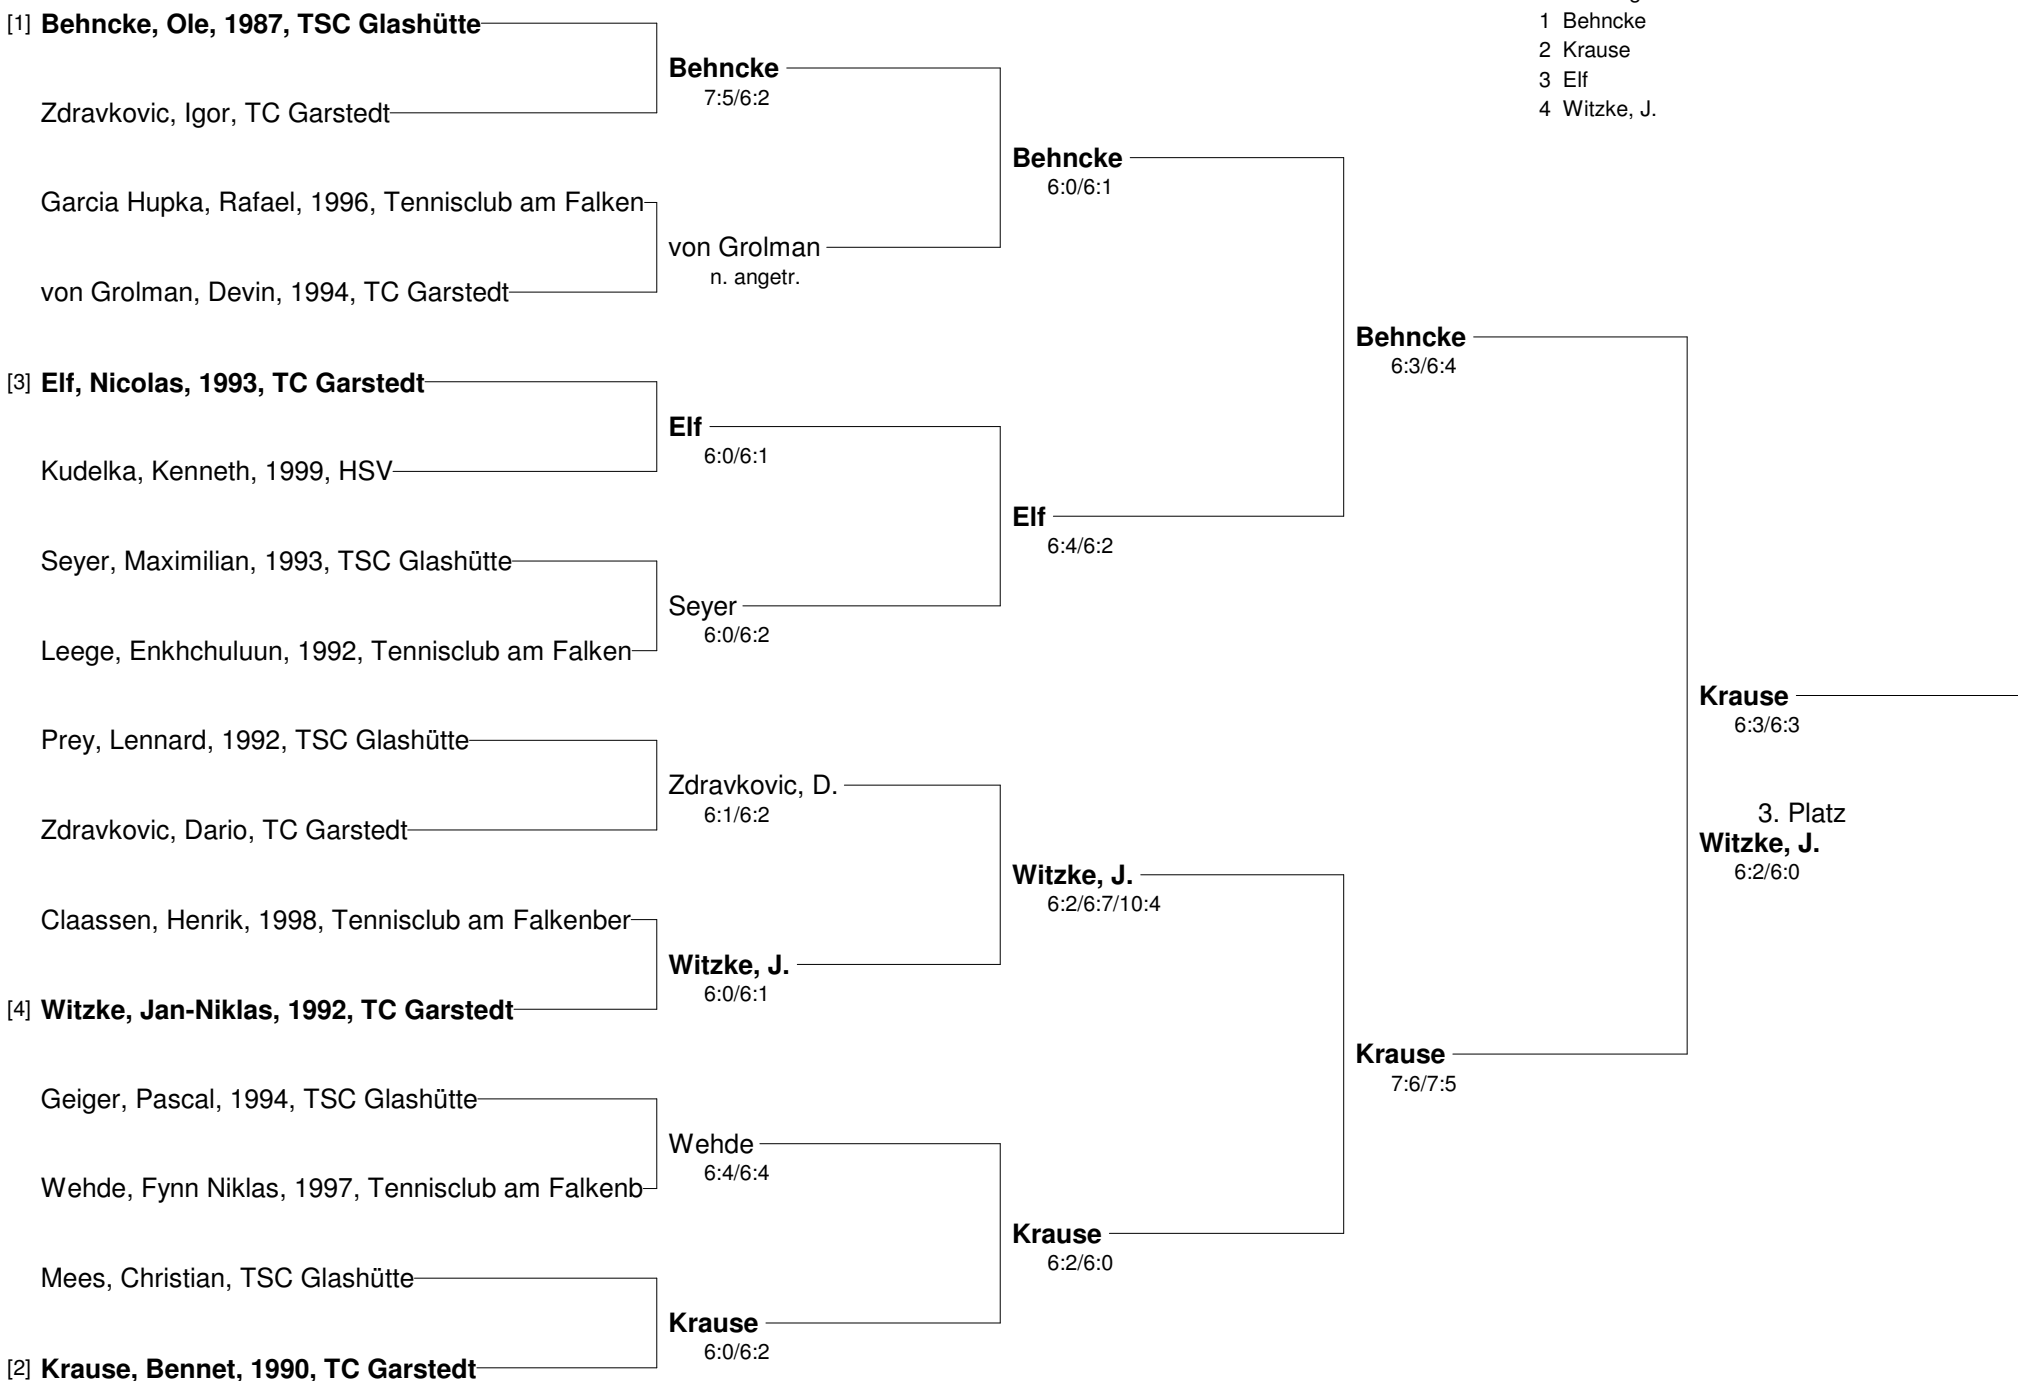 1 Behncke
2 Krause
3 Elf
4 Witzke, J.
[1] Behncke, Ole, 1987, TSC Glashütte
Zdravkovic, Igor, TC Garstedt
Garcia Hupka, Rafael, 1996, Tennisclub am Falken
von Grolman, Devin, 1994, TC Garstedt
[3] Elf, Nicolas, 1993, TC Garstedt
Kudelka, Kenneth, 1999, HSV
Seyer, Maximilian, 1993, TSC Glashütte
Leege, Enkhchuluun, 1992, Tennisclub am Falken
Prey, Lennard, 1992, TSC Glashütte
Zdravkovic, Dario, TC Garstedt
Claassen, Henrik, 1998, Tennisclub am Falkenber
[4] Witzke, Jan-Niklas, 1992, TC Garstedt
Geiger, Pascal, 1994, TSC Glashütte
Wehde, Fynn Niklas, 1997, Tennisclub am Falkenb
Mees, Christian, TSC Glashütte
[2] Krause, Bennet, 1990, TC Garstedt
Behncke
7:5/6:2
von Grolman
n. angetr.
Elf
6:0/6:1
Seyer
6:0/6:2
Zdravkovic, D.
6:1/6:2
Witzke, J.
6:0/6:1
Wehde
6:4/6:4
Krause
6:0/6:2
Behncke
6:0/6:1
Elf
6:4/6:2
Witzke, J.
6:2/6:7/10:4
Krause
6:2/6:0
Behncke
6:3/6:4
Krause
7:6/7:5
Krause
6:3/6:3
3. Platz
Witzke, J.
6:2/6:0